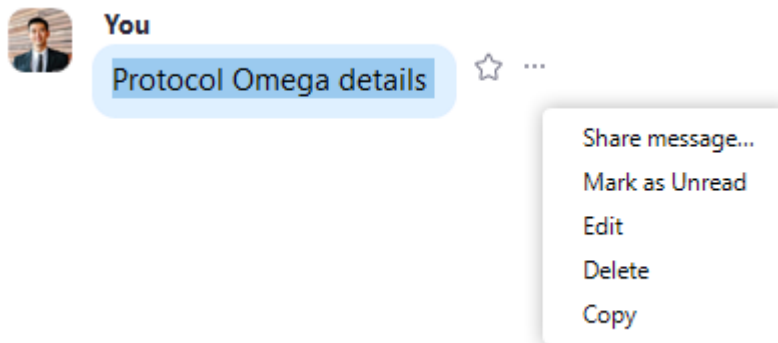 You
Protocol Omega details
Share message...
Mark as Unread
Edit
Delete
Copy